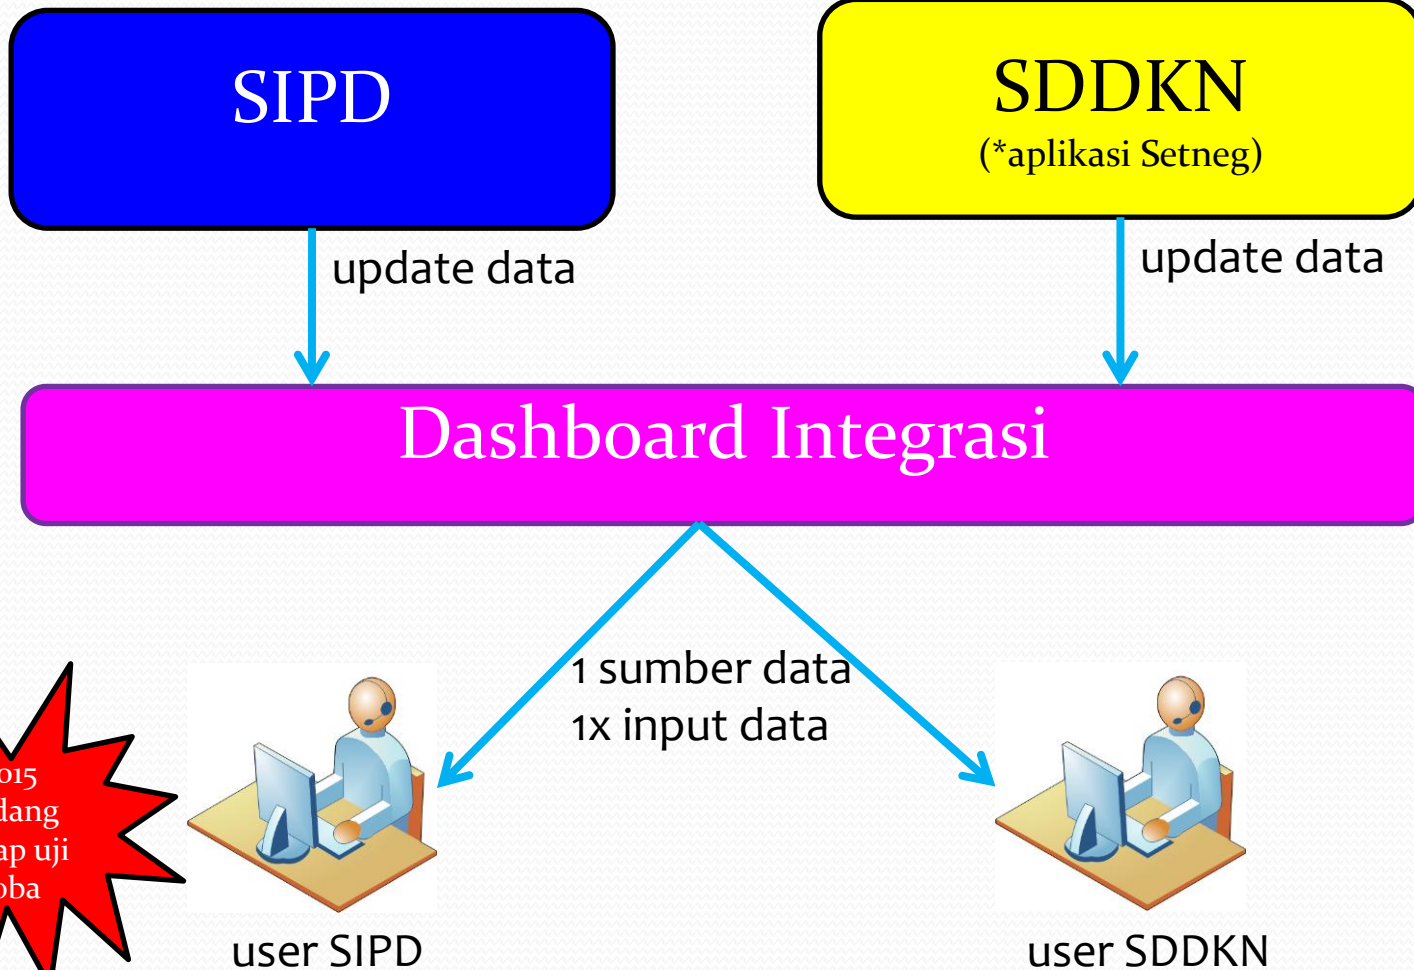 SIPD
SDDKN
(*aplikasi Setneg)
update data
update data
Dashboard Integrasi
1 sumber data
1x input data
uji
user SIPD
user SDDKN